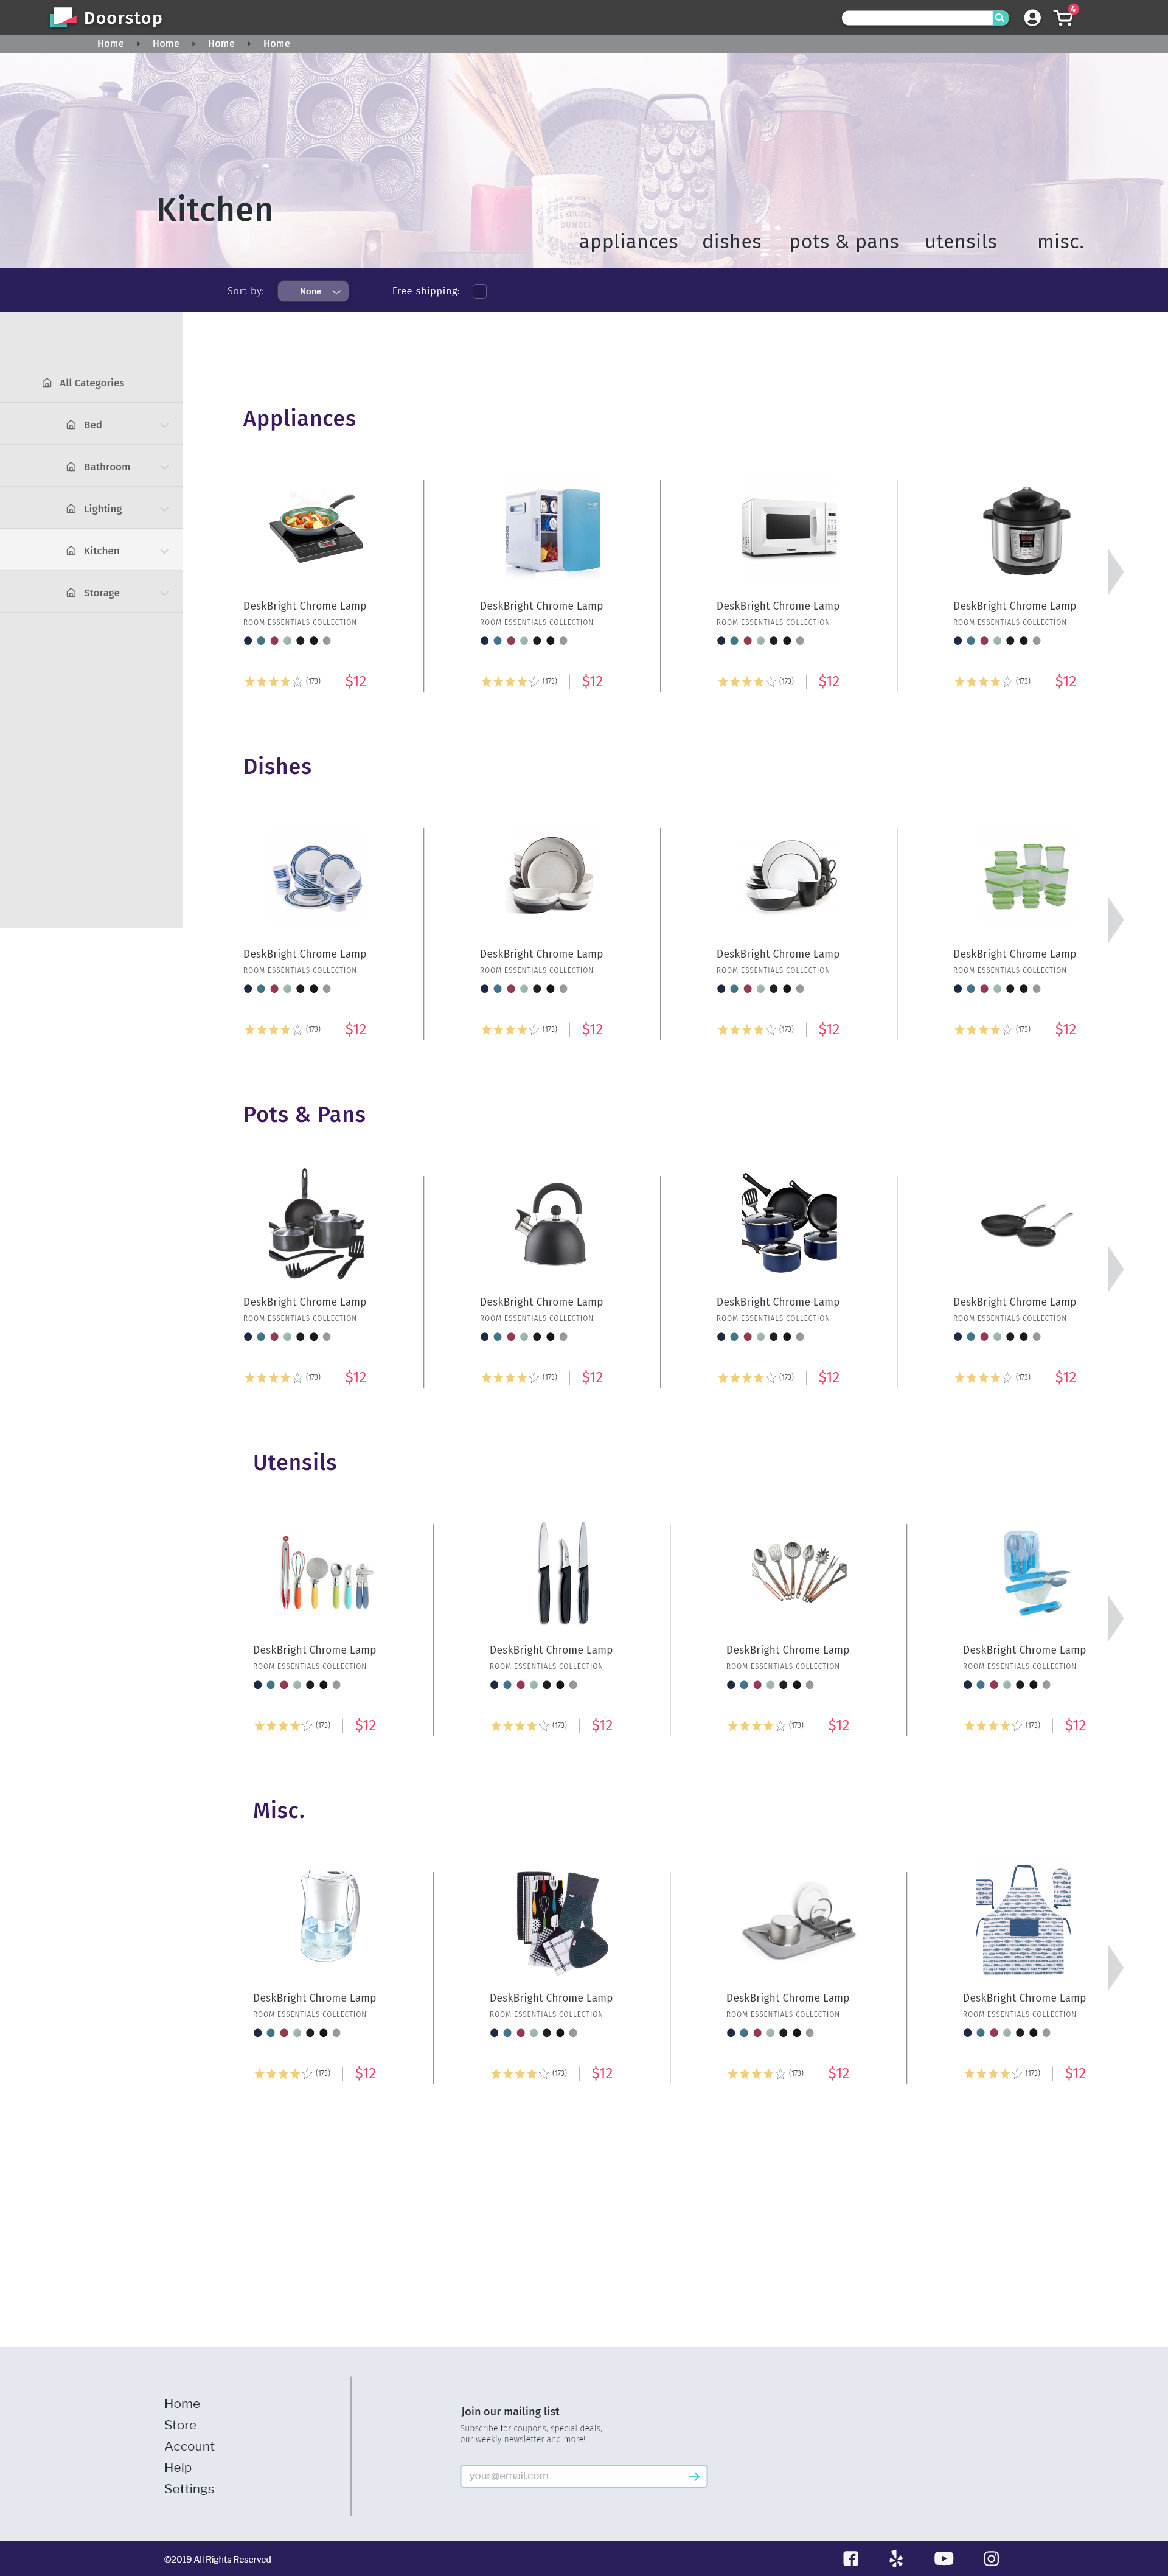 Doorstop
4
Home Home Home Home
Kitchen
appliances dishes pots & pans utensils misc.
Sort by: None Free shipping:
All Categories
Bed
Bathroom
Lighting
Kitchen
Storage
Appliances
DeskBright Chrome Lamp DeskBright Chrome Lamp DeskBright Chrome Lamp DeskBright Chrome Lamp
ROOM ESSENTIALS COLLECTION ROOM ESSENTIALS COLLECTION ROOM ESSENTIALS COLLECTION ROOM ESSENTIALS COLLECTION
(173) $12 (173) $12 (173) $12 (173) $12
Dishes
DeskBright Chrome Lamp DeskBright Chrome Lamp DeskBright Chrome Lamp DeskBright Chrome Lamp
ROOM ESSENTIALS COLLECTION ROOM ESSENTIALS COLLECTION ROOM ESSENTIALS COLLECTION ROOM ESSENTIALS COLLECTION
(173) $12 (173) $12 (173) $12 (173) $12
Pots & Pans
DeskBright Chrome Lamp DeskBright Chrome Lamp DeskBright Chrome Lamp DeskBright Chrome Lamp
ROOM ESSENTIALS COLLECTION ROOM ESSENTIALS COLLECTION ROOM ESSENTIALS COLLECTION ROOM ESSENTIALS COLLECTION
(173) $12 (173) $12 (173) $12 (173) $12
Utensils
DeskBright Chrome Lamp DeskBright Chrome Lamp DeskBright Chrome Lamp DeskBright Chrome Lamp
ROOM ESSENTIALS COLLECTION ROOM ESSENTIALS COLLECTION ROOM ESSENTIALS COLLECTION ROOM ESSENTIALS COLLECTION
(173) $12 (173) $12 (173) $12 (173) $12
Misc.
DeskBright Chrome Lamp DeskBright Chrome Lamp DeskBright Chrome Lamp DeskBright Chrome Lamp
ROOM ESSENTIALS COLLECTION ROOM ESSENTIALS COLLECTION ROOM ESSENTIALS COLLECTION ROOM ESSENTIALS COLLECTION
(173) $12 (173) $12 (173) $12 (173) $12
Home
Store
Account
Help
Settings
Join our mailing list
Subscribe for coupons, special deals,
our weekly newsletter and more!
your@email.com
©2019 All Rights Reserved